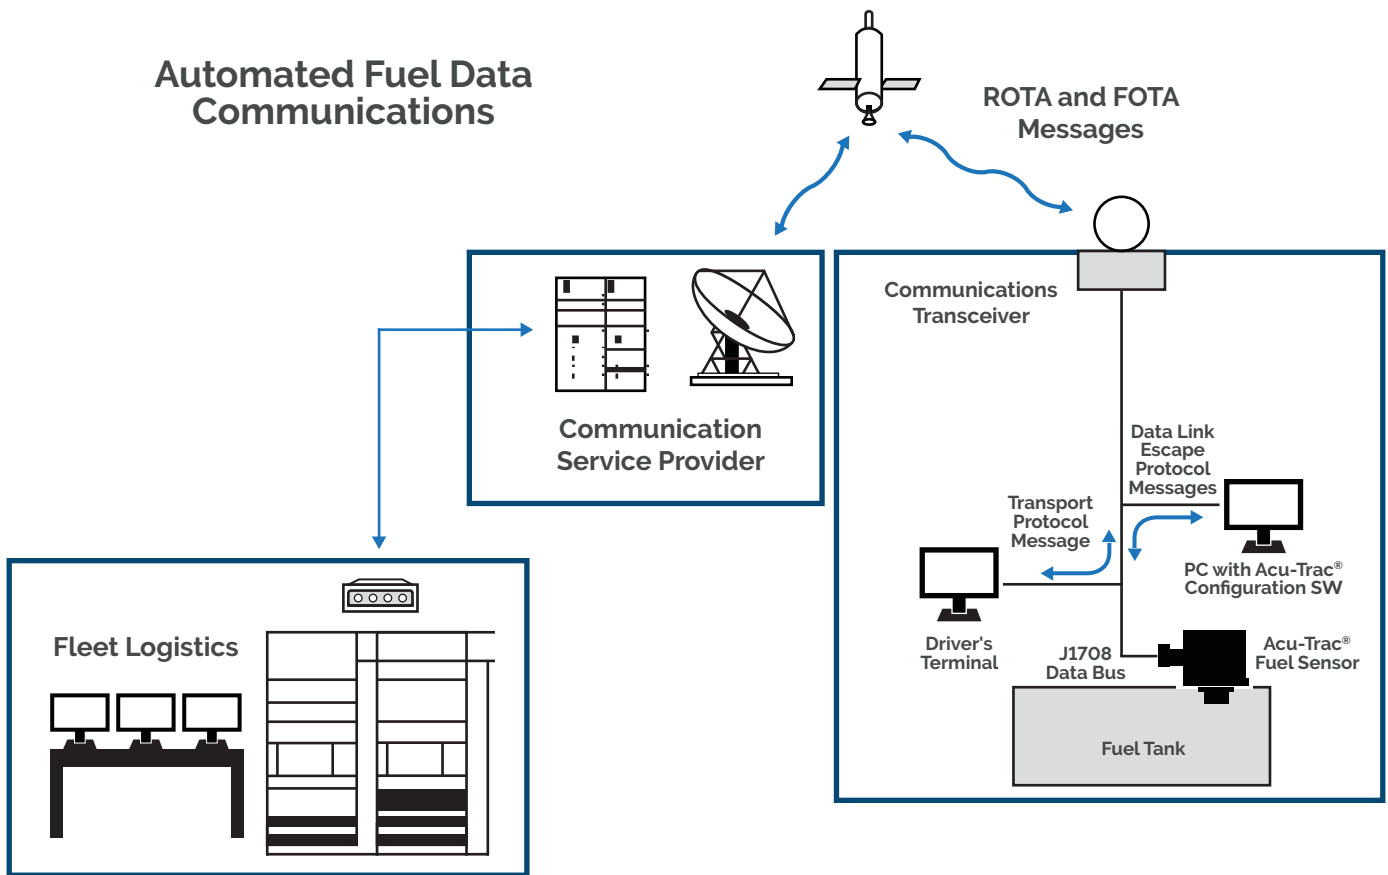 Automated Fuel Data
Communications
ROTA and FOTA
Messages
Communication
Service Provider
Fleet Logistics
Communications
Transceiver
Data Link
Escape
Protocol
Messages
Transport
Protocol
Message
PC with Acu-Trac®
Configuration SW
Driver's
Terminal
J1708
Data Bus
Acu-Trac®
Fuel Sensor
Fuel Tank